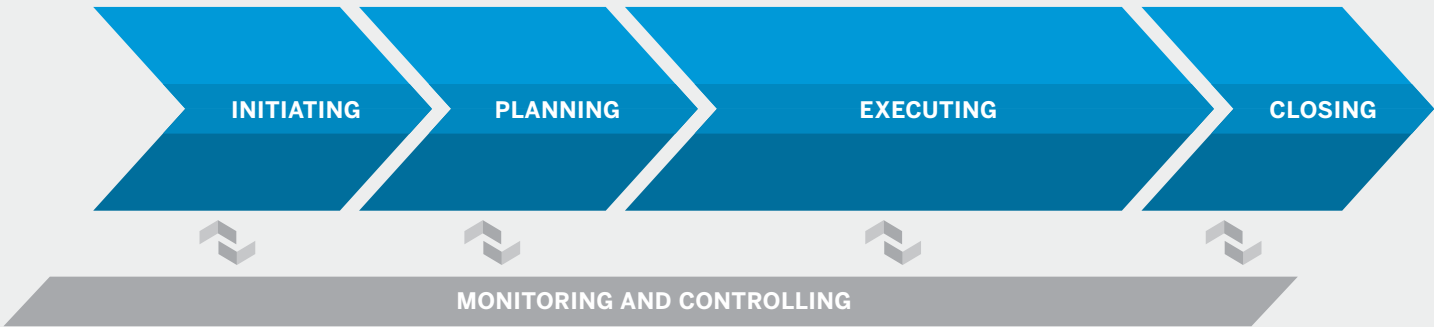 INITIATING
PLANNING
EXECUTING
CLOSING
MONITORING AND CONTROLLING